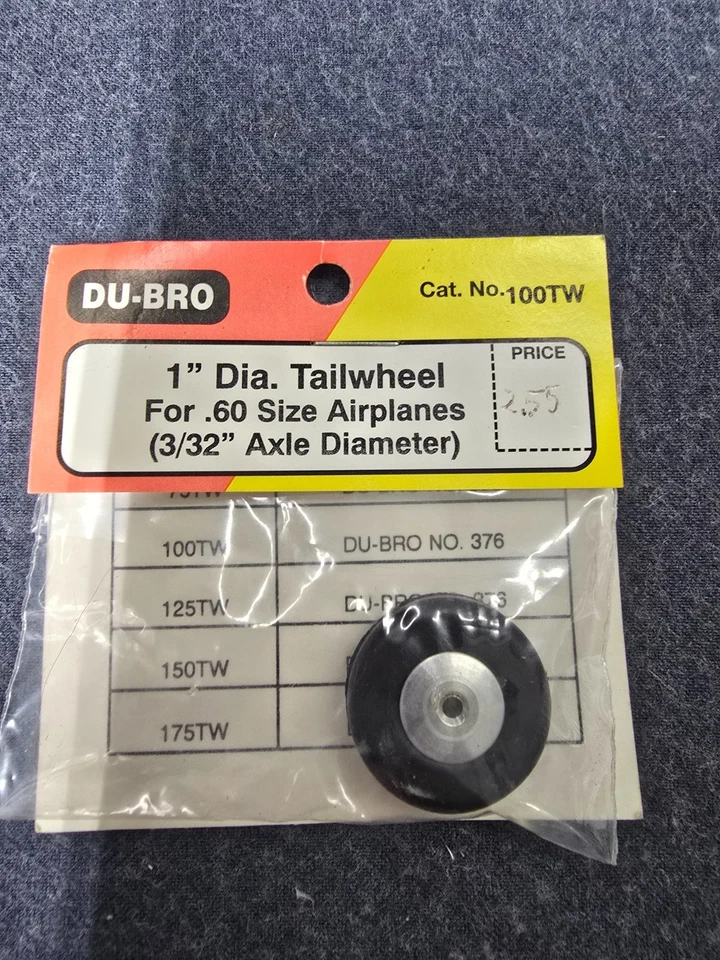 DU-BRO
Cat. No. 100TW
1” Dia. Tailwheel
For .60 Size Airplanes
(3/32” Axle Diameter)
PRICE
2.55
100TW DU-BRO NO. 376
125TW
150TW
175TW